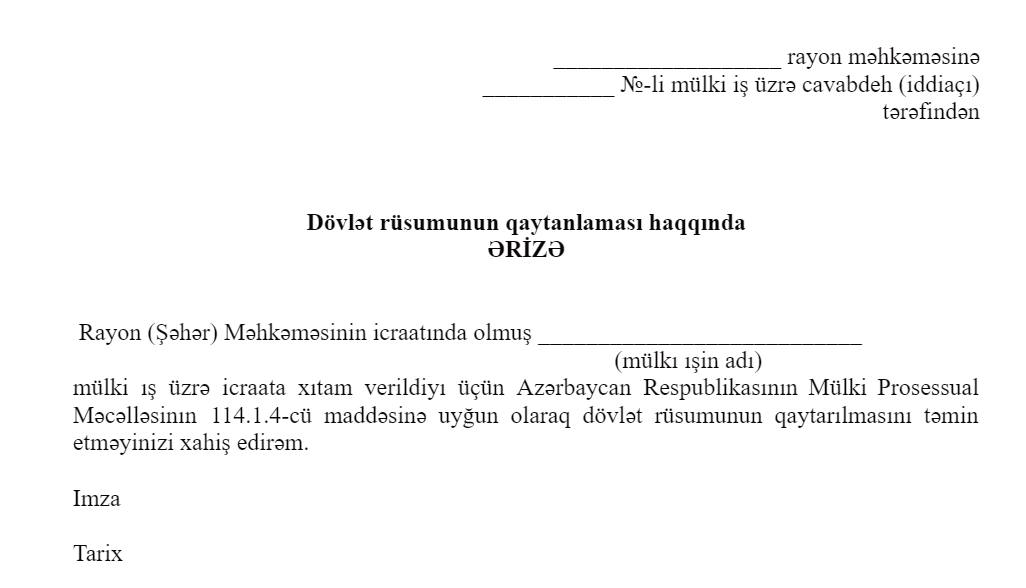 ___________________ rayon məhkəməsinə
___________ №-li mülki iş üzrə cavabdeh (iddiaçı)
tərəfindən
Dövlət rüsumunun qaytanlaması haqqında
ƏRİZƏ
Rayon (Şəhər) Məhkəməsinin icraatında olmuş ___________________________
(mülkı ışin adı)
mülki ış üzrə icraata xıtam verildiyı üçün Azərbaycan Respublikasının Mülki Prosessual
Məcəlləsinın 114.1.4-cü maddəsinə uyğun olaraq dövlət rüsumunun qaytarılmasını təmin
etməyinizi xahiş edirəm.
Imza
Tarix